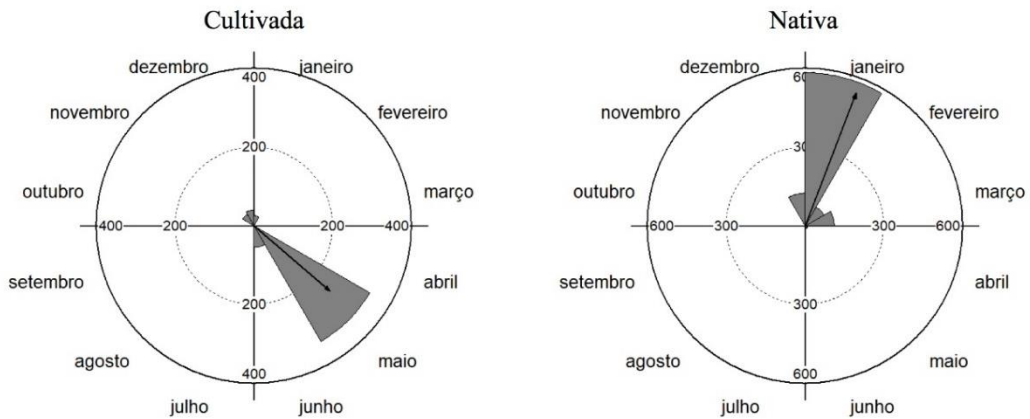 Cultivada
dezembro janeiro
novembro fevereiro
outubro março
setembro abril
agosto maio
julho junho
400
200
400 200 200 400
200
400
Nativa
dezembro janeiro
novembro fevereiro
outubro março
setembro abril
agosto maio
julho junho
600 300 300 600
300
600